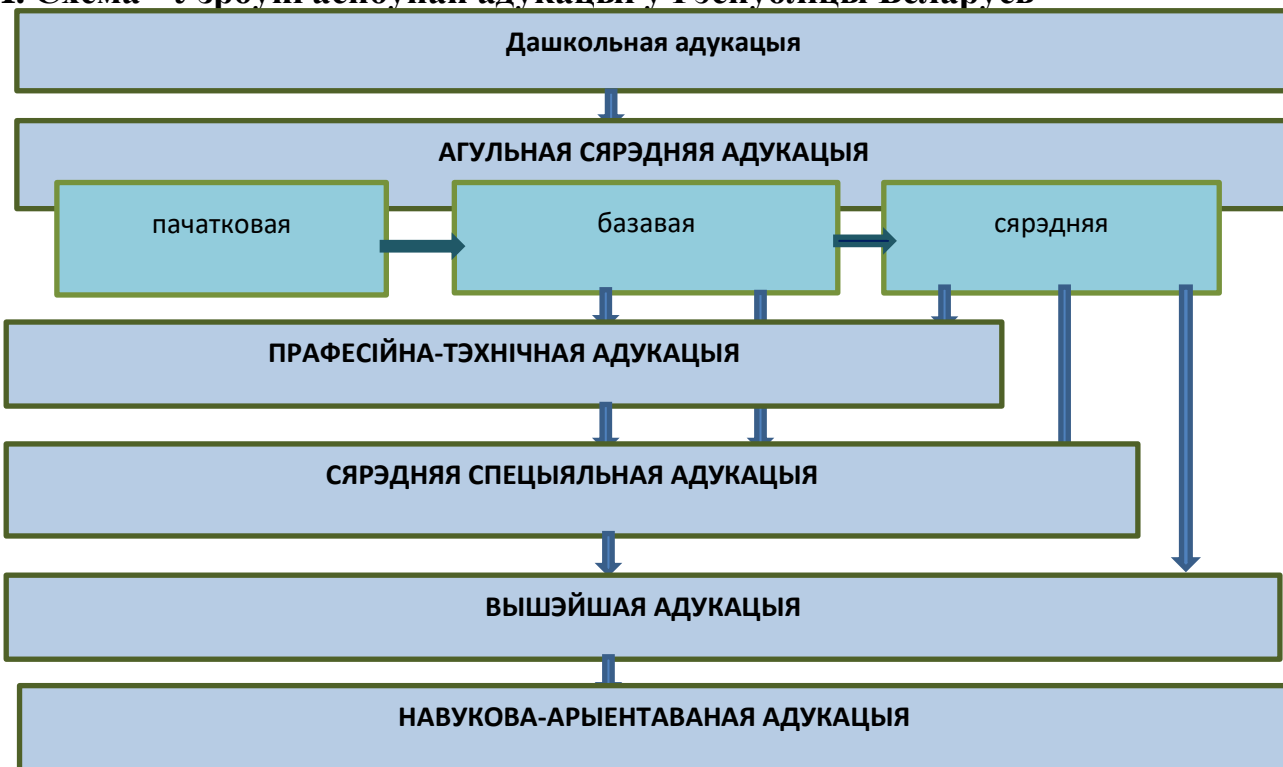 Дашкольная адукацыя
АГУЛЬНАЯ СЯРЭДНЯЯ АДУКАЦЫЯ
пачатковая базавая сярэдняя
ПРАФЕСІЙНА-ТЭХНІЧНАЯ АДУКАЦЫЯ
СЯРЭДНЯЯ СПЕЦЫЯЛЬНАЯ АДУКАЦЫЯ
ВЫШЭЙШАЯ АДУКАЦЫЯ
НАВУКОВА-АРЫЕНТАВАНАЯ АДУКАЦЫЯ